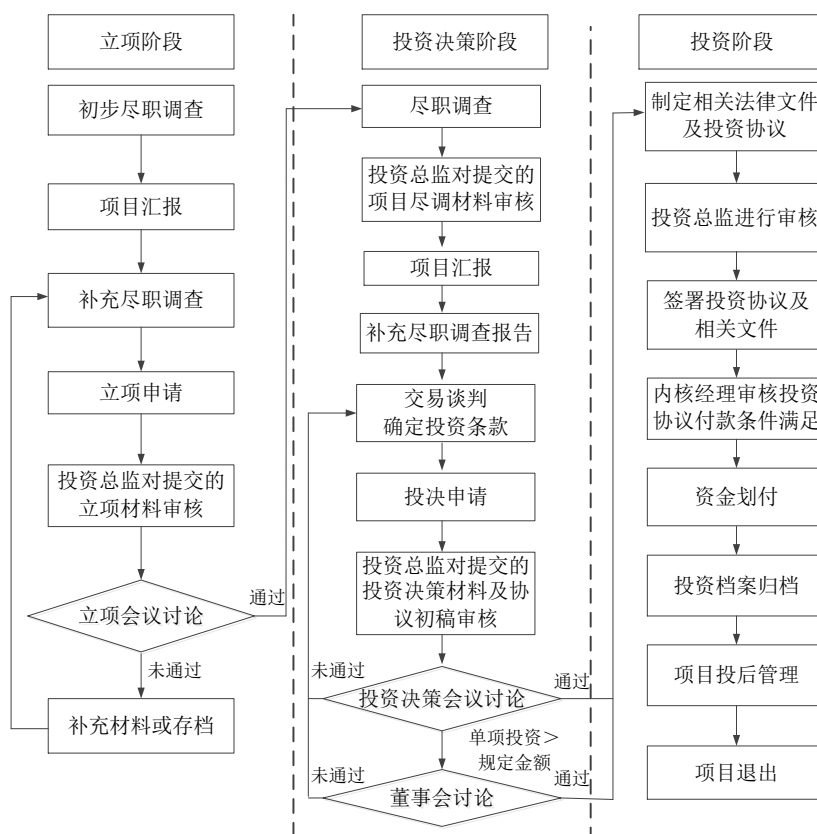 立项阶段
初步尽职调查
项目汇报
补充尽职调查
立项申请
投资总监对提交的
立项材料审核
立项会议讨论
通过
未通过
补充材料或存档
投资决策阶段
尽职调查
投资总监对提交的
项目尽调材料审核
项目汇报
补充尽职调查报告
交易谈判
确定投资条款
投决申请
投资总监对提交的
投资决策材料及协
议初稿审核
未通过
投资决策会议讨论
通过
单项投资＞
规定金额
未通过
董事会讨论
通过
投资阶段
制定相关法律文件
及投资协议
投资总监进行审核
签署投资协议及
相关文件
内核经理审核投资
协议付款条件满足
资金划付
投资档案归档
项目投后管理
项目退出